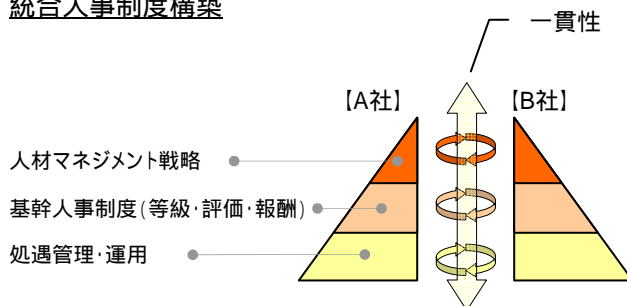 統合人事制度構築
一貫性
【A社】
【B社】
人材マネジメント戦略
基幹人事制度(等級・評価・報酬)
処遇管理・運用